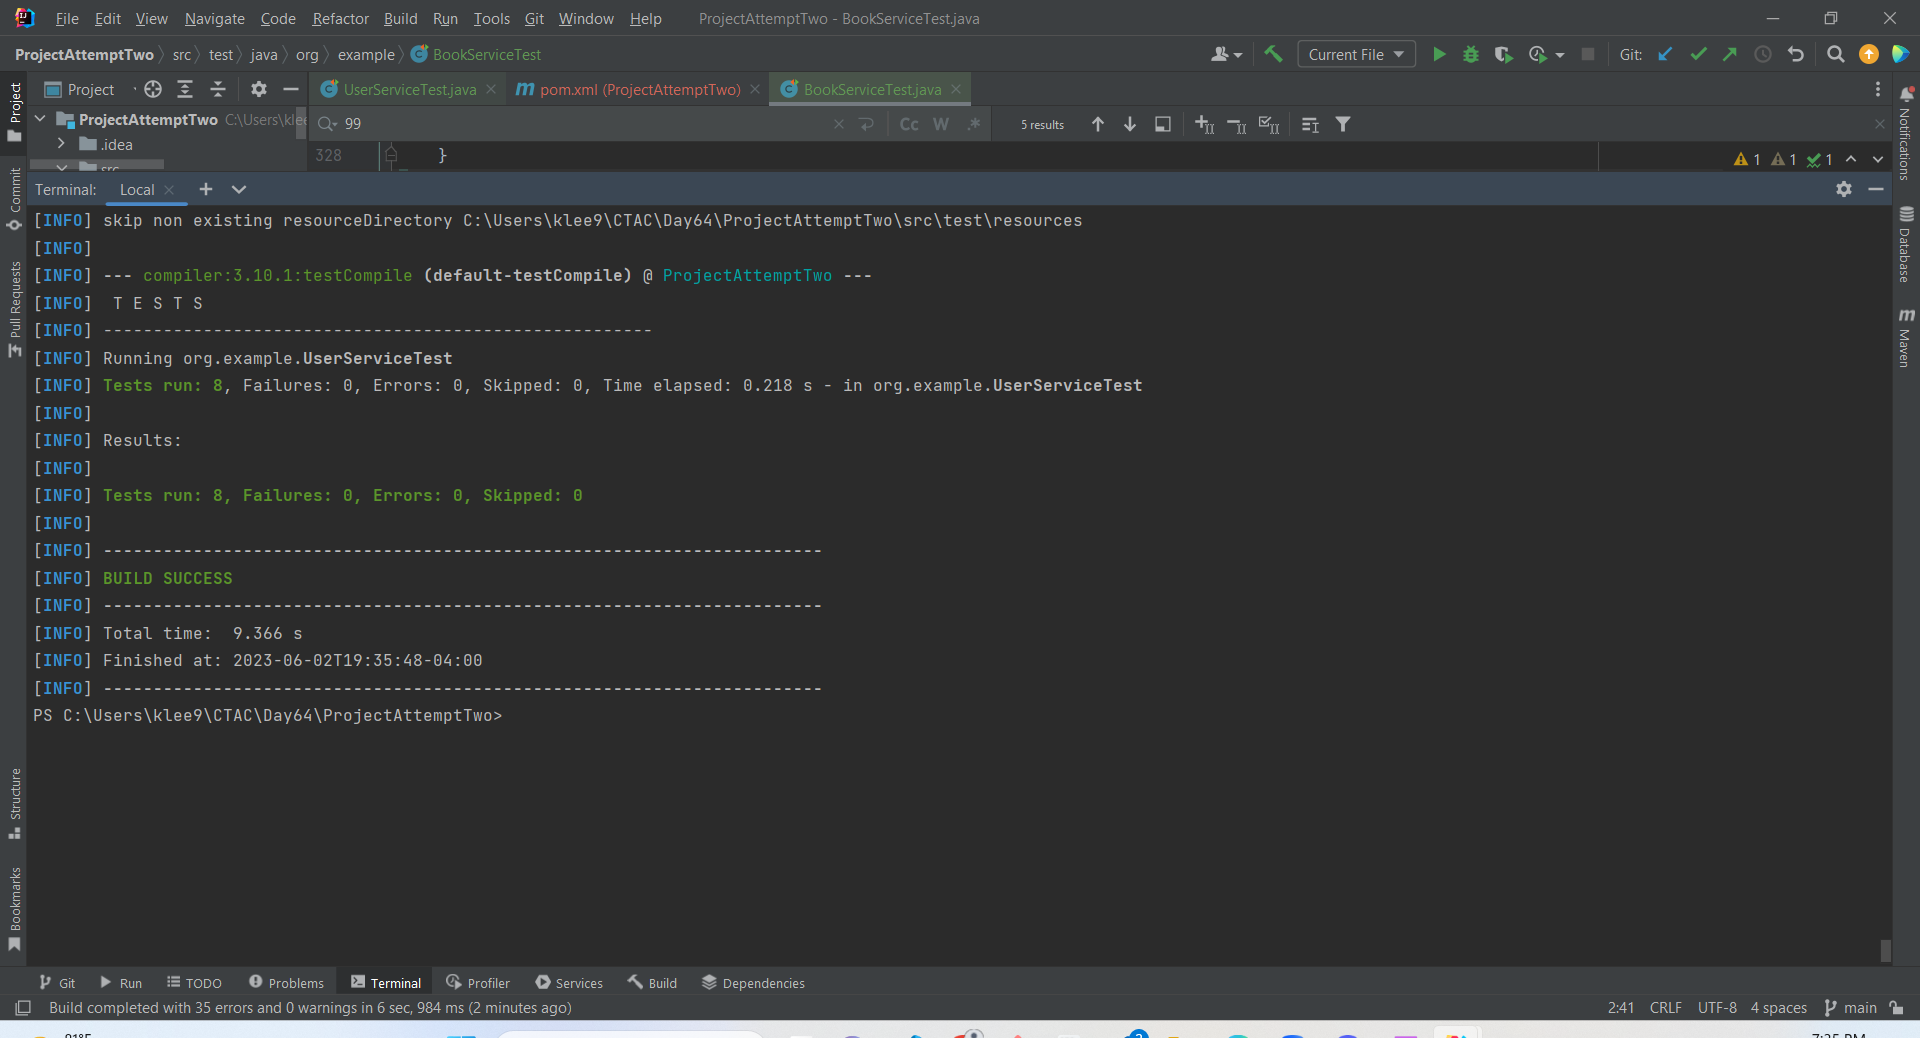 File Edit View Navigate Code Refactor Build Run Tools Git Window Help ProjectAttemptTwo - BookServiceTest.java
ProjectAttemptTwo src test java org example BookServiceTest Current File Git:
Project UserServiceTest.java pom.xml (ProjectAttemptTwo) BookServiceTest.java
ProjectAttemptTwo C:\Users\klee 99 Cc W .* 5 results
.idea
src
328 } 1 1 1
Terminal: Local
[INFO] skip non existing resourceDirectory C:\Users\klee9\CTAC\Day64\ProjectAttemptTwo\src\test\resources
[INFO]
[INFO] --- compiler:3.10.1:testCompile (default-testCompile) @ ProjectAttemptTwo ---
[INFO]  T E S T S
[INFO] -------------------------------------------------------
[INFO] Running org.example.UserServiceTest
[INFO] Tests run: 8, Failures: 0, Errors: 0, Skipped: 0, Time elapsed: 0.218 s - in org.example.UserServiceTest
[INFO]
[INFO] Results:
[INFO]
[INFO] Tests run: 8, Failures: 0, Errors: 0, Skipped: 0
[INFO]
[INFO] ------------------------------------------------------------------------
[INFO] BUILD SUCCESS
[INFO] ------------------------------------------------------------------------
[INFO] Total time:  9.366 s
[INFO] Finished at: 2023-06-02T19:35:48-04:00
[INFO] ------------------------------------------------------------------------
PS C:\Users\klee9\CTAC\Day64\ProjectAttemptTwo>
Project
Commit
Pull Requests
Structure
Bookmarks
Notifications
Database
m Maven
Git Run TODO Problems Terminal Profiler Services Build Dependencies
Build completed with 35 errors and 0 warnings in 6 sec, 984 ms (2 minutes ago) 2:41 CRLF UTF-8 4 spaces main